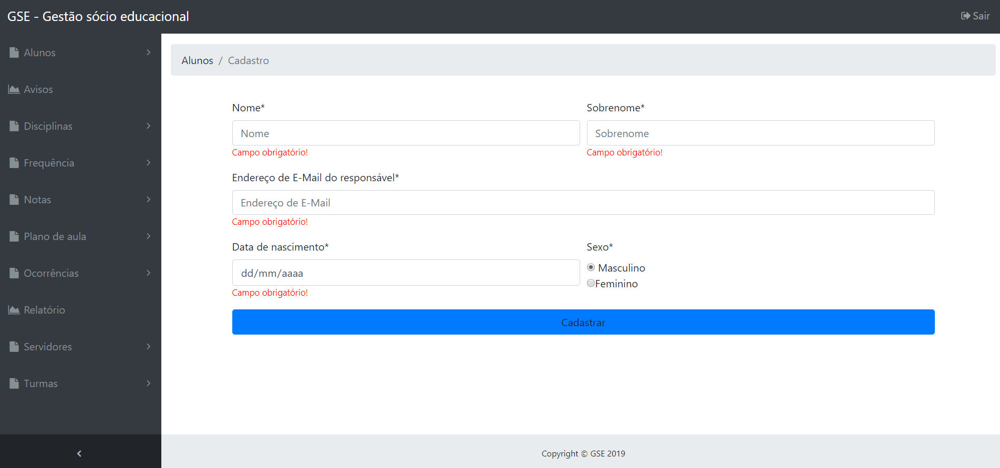 GSE - Gestão sócio educacional
Sair
Alunos
Avisos
Disciplinas
Frequência
Notas
Plano de aula
Ocorrências
Relatório
Servidores
Turmas
Alunos / Cadastro
Nome* Sobrenome*
Nome Sobrenome
Campo obrigatório! Campo obrigatório!
Endereço de E-Mail do responsável*
Endereço de E-Mail
Campo obrigatório!
Data de nascimento* Sexo*
dd/mm/aaaa Masculino
Feminino
Campo obrigatório!
Cadastrar
Copyright © GSE 2019